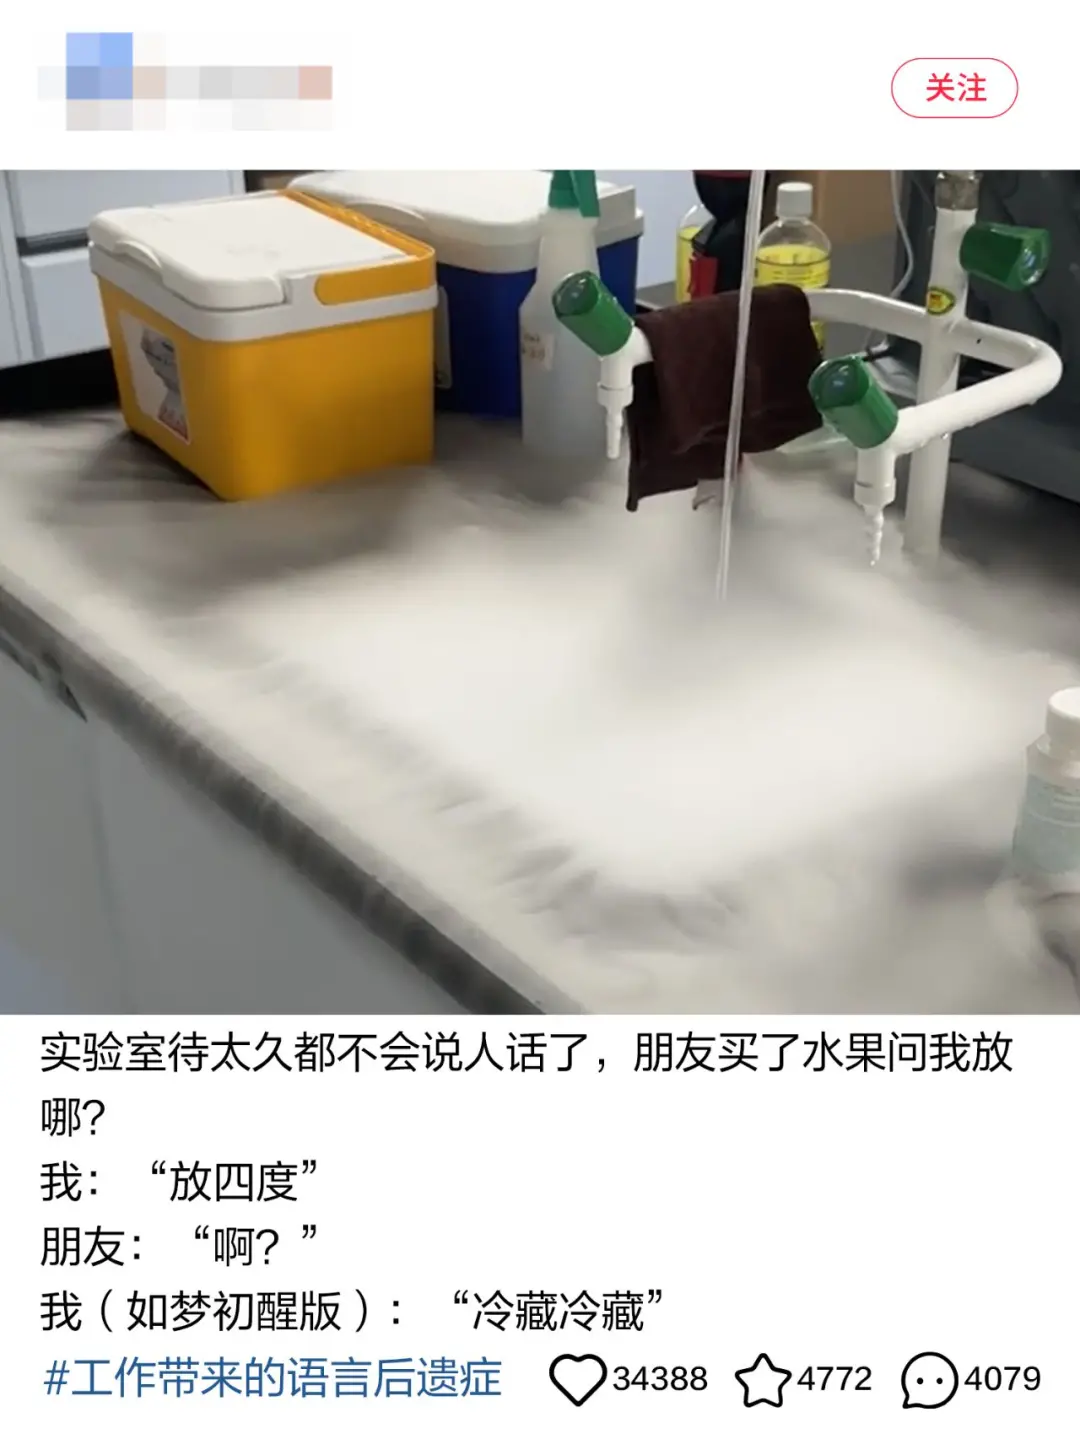 关注
实验室待太久都不会说人话了，朋友买了水果问我放
哪？
我：“放四度”
朋友：“啊？”
我（如梦初醒版）：“冷藏冷藏”
#工作带来的语言后遗症 34388 4772 4079